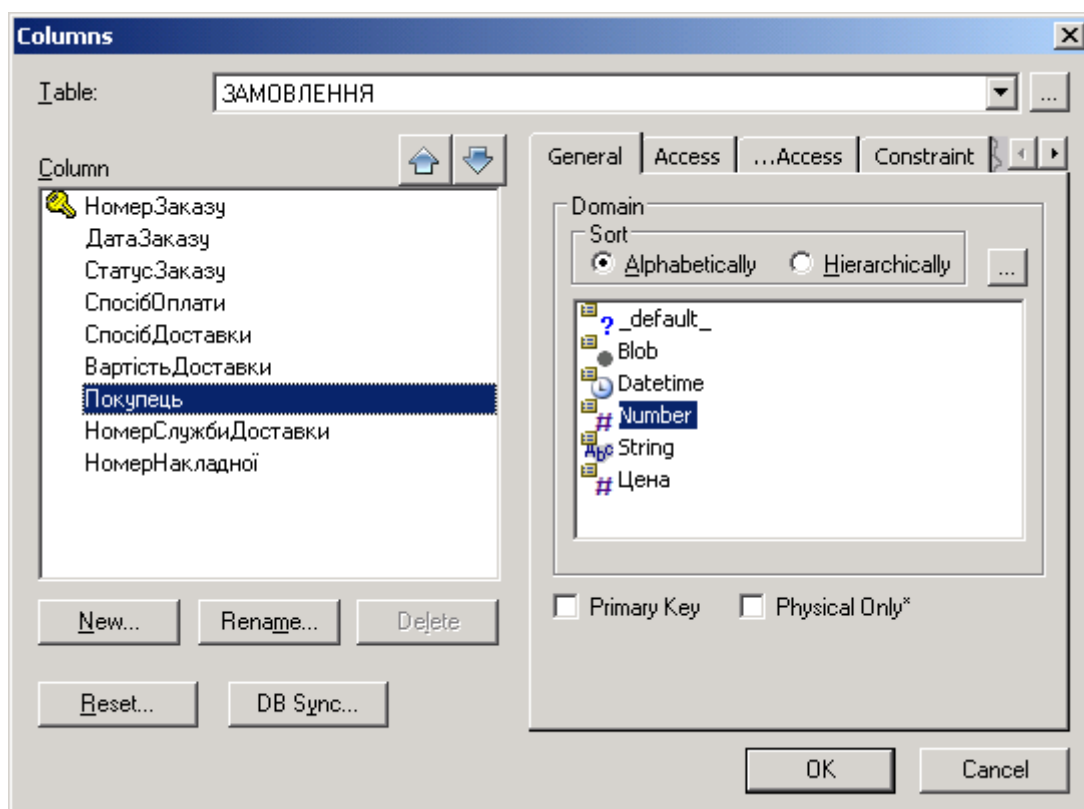 Columns
Table: ЗАМОВЛЕННЯ ...
Column
НомерЗаказу
ДатаЗаказу
СтатусЗаказу
СпосібОплати
СпосібДоставки
ВартістьДоставки
Покупець
НомерСлужбиДоставки
НомерНакладної
New... Rename... Delete
Reset... DB Sync...
General Access ...Access Constraint
Domain
Sort
Alphabetically Hierarchically ...
_default_
Blob
Datetime
Number
String
Цена
Primary Key Physical Only*
OK Cancel